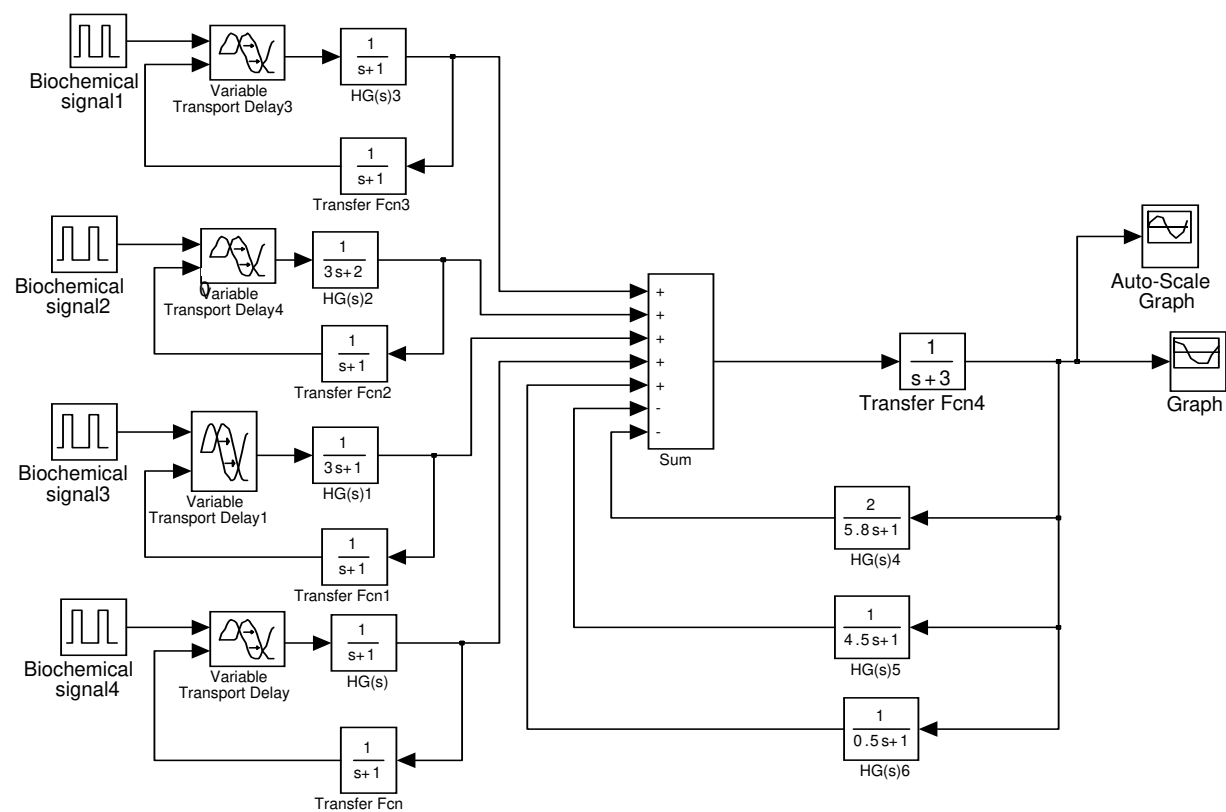 Biochemical
signal1
Variable
Transport Delay3
1
s+1
HG(s)3
1
s+1
Transfer Fcn3
Biochemical
signal2
Variable
Transport Delay4
1
3s+2
HG(s)2
1
s+1
Transfer Fcn2
Biochemical
signal3
Variable
Transport Delay1
1
3s+1
HG(s)1
1
s+1
Transfer Fcn1
Biochemical
signal4
Variable
Transport Delay
1
s+1
HG(s)
1
s+1
Transfer Fcn
+
+
+
+
+
-
-
Sum
1
s+3
Transfer Fcn4
Auto-Scale
Graph
Graph
2
5.8s+1
HG(s)4
1
4.5s+1
HG(s)5
1
0.5s+1
HG(s)6